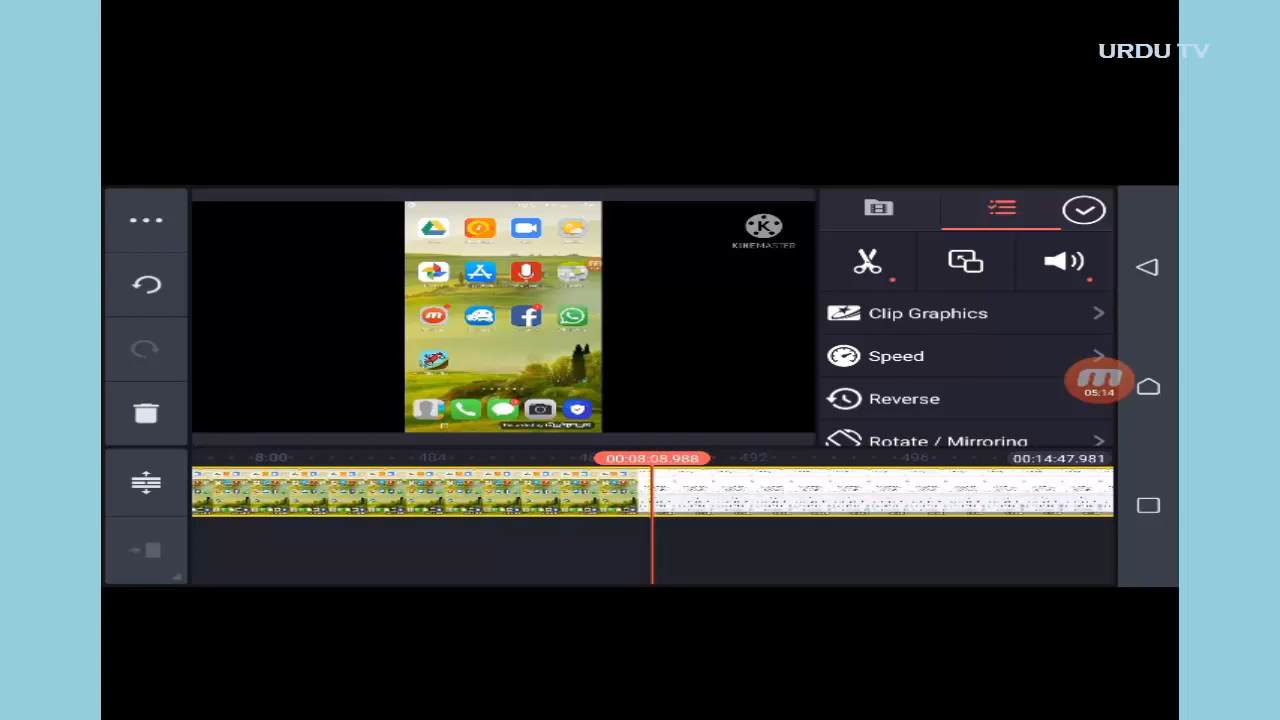 URDU TV
KINEMASTER
Clip Graphics
Speed
05:14
Reverse
Rotate / Mirroring
8:00
484
00:08:08.988
492
496
00:14:47.981